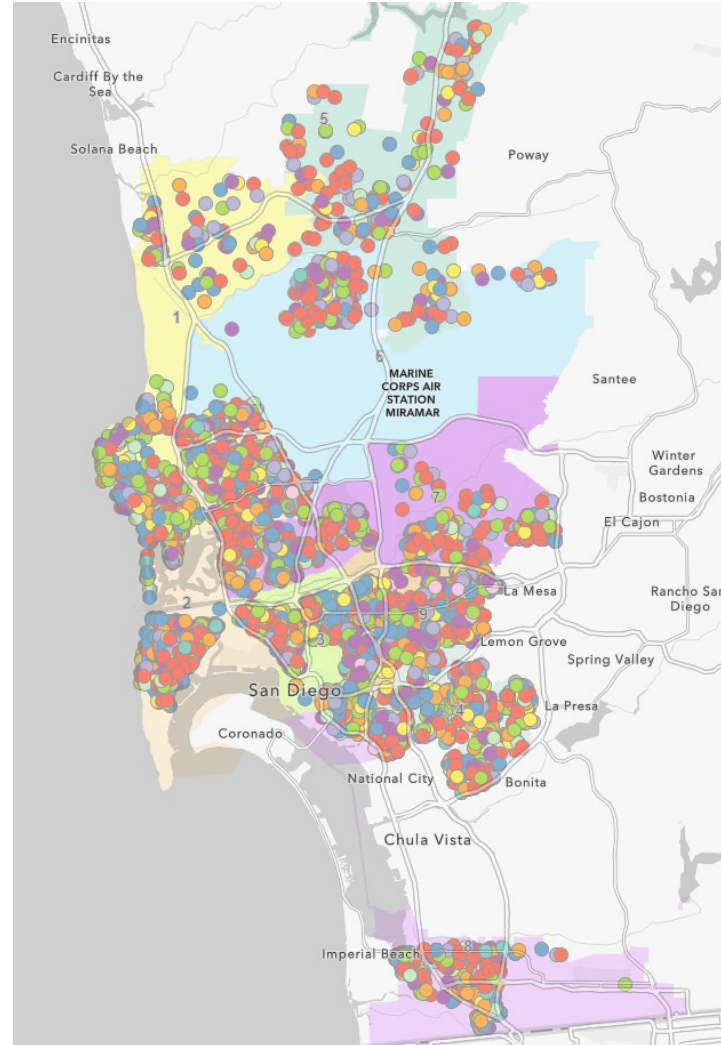 Encinitas
Cardiff By the
Sea
5
Solana Beach
Poway
1
6
MARINE
CORPS AIR
STATION
MIRAMAR
Santee
Winter
Gardens
7
Bostonia
El Cajon
La Mesa
Rancho San
Diego
2
9
3
Lemon Grove
Spring Valley
San Diego
4
La Presa
Coronado
National City
Bonita
Chula Vista
8
Imperial Beach